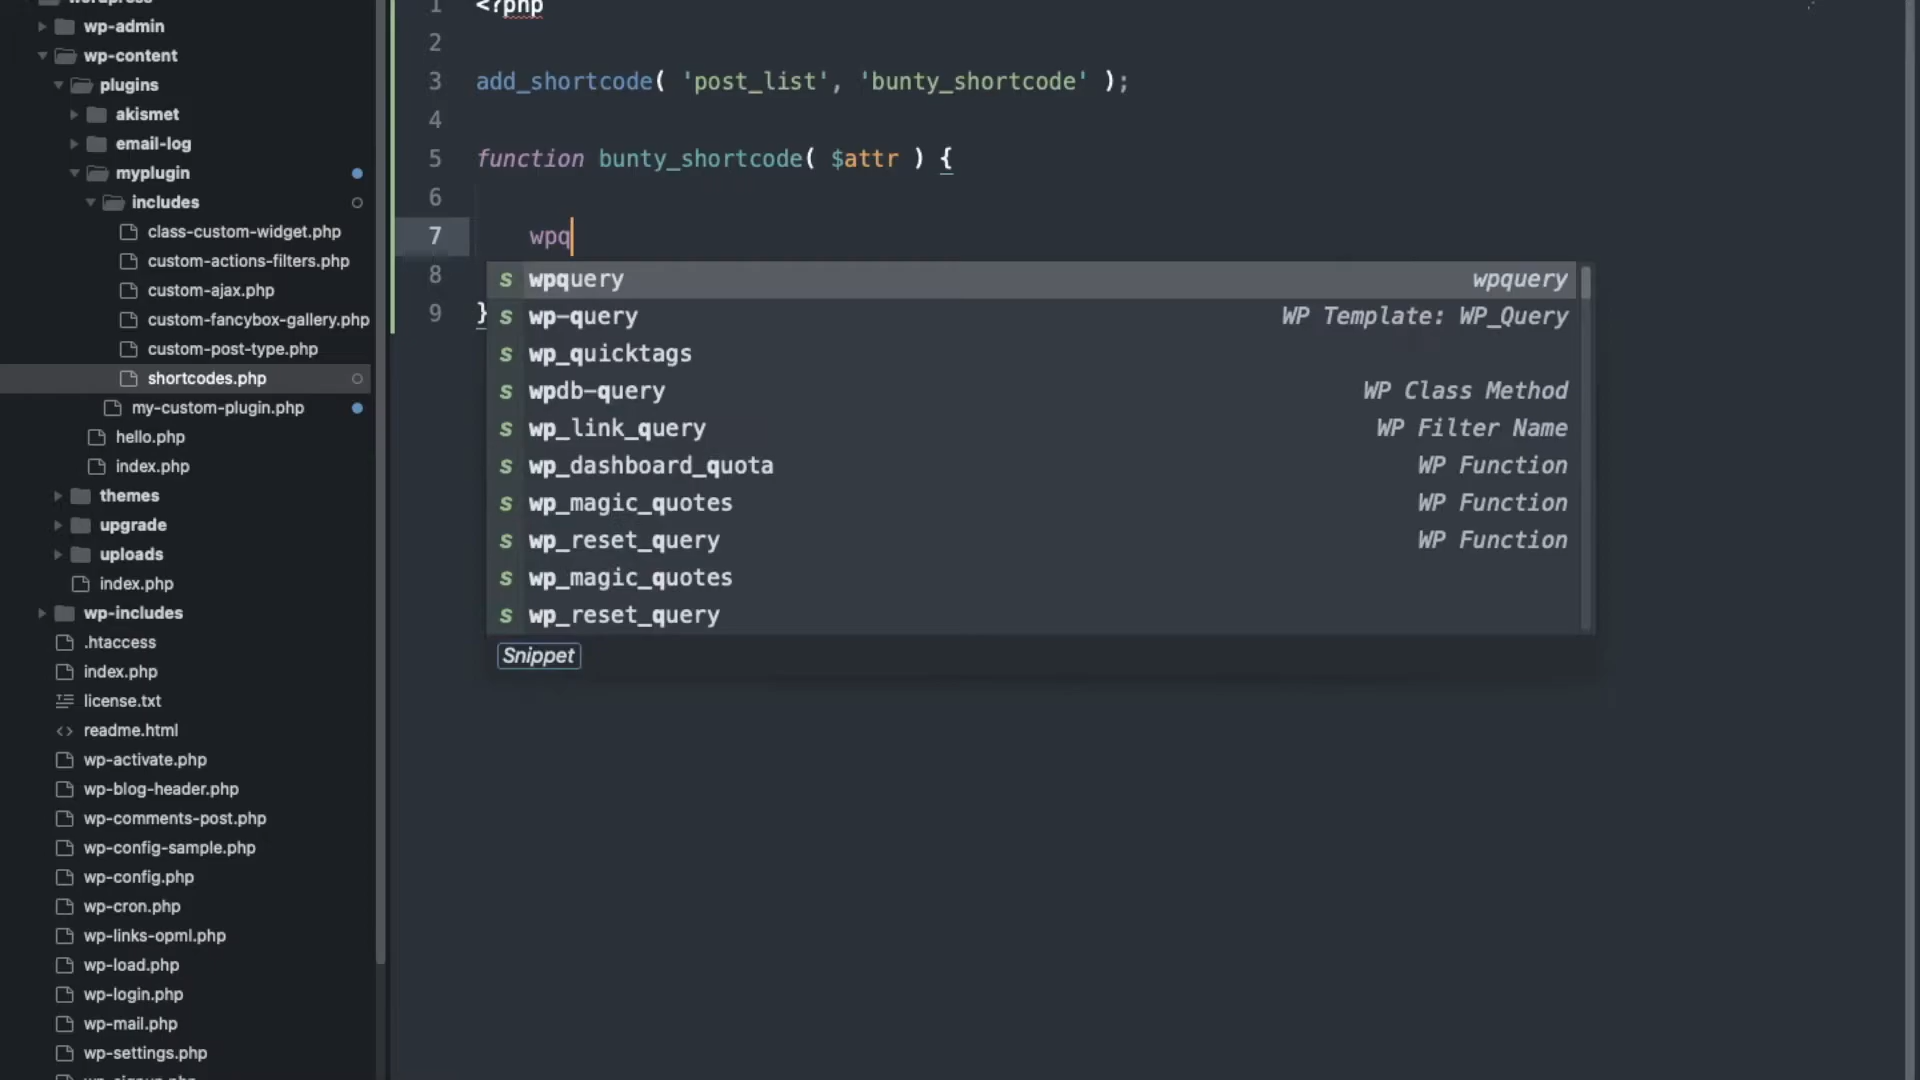 wordpress
wp-admin
wp-content
plugins
akismet
email-log
myplugin
includes
class-custom-widget.php
custom-actions-filters.php
custom-ajax.php
custom-fancybox-gallery.php
custom-post-type.php
shortcodes.php
my-custom-plugin.php
hello.php
index.php
themes
upgrade
uploads
index.php
wp-includes
.htaccess
index.php
license.txt
<> readme.html
wp-activate.php
wp-blog-header.php
wp-comments-post.php
wp-config-sample.php
wp-config.php
wp-cron.php
wp-links-opml.php
wp-load.php
wp-login.php
wp-mail.php
wp-settings.php
wp-signup.php
1 <?php
2
3 add_shortcode( 'post_list', 'bunty_shortcode' );
4
5 function bunty_shortcode( $attr ) {
6
7 wpq
8
9 }
s wpquery wpquery
s wp-query WP Template: WP_Query
s wp_quicktags
s wpdb-query WP Class Method
s wp_link_query WP Filter Name
s wp_dashboard_quota WP Function
s wp_magic_quotes WP Function
s wp_reset_query WP Function
s wp_magic_quotes
s wp_reset_query
Snippet